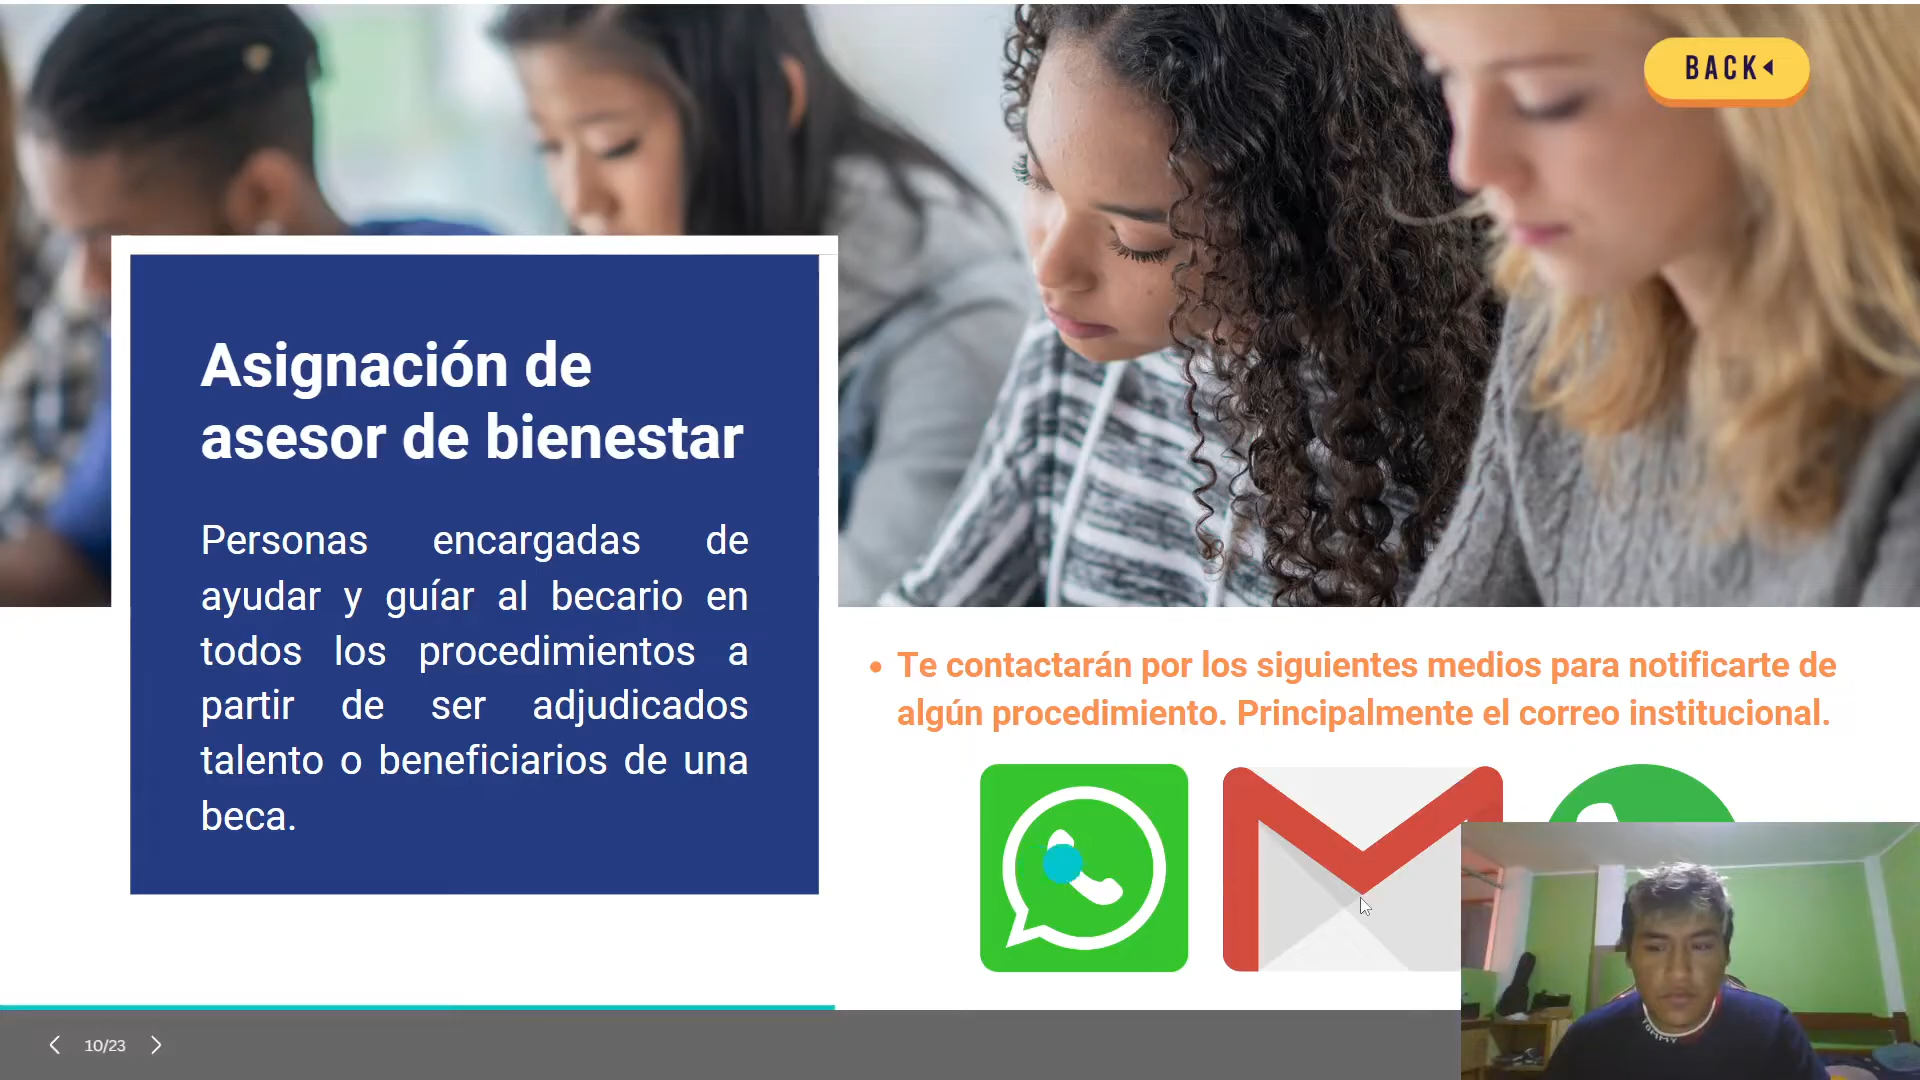 BACK
Asignación de
asesor de bienestar
Personas encargadas de
ayudar y guíar al becario en
todos los procedimientos a
partir de ser adjudicados
talento o beneficiarios de una
beca.
• Te contactarán por los siguientes medios para notificarte de
algún procedimiento. Principalmente el correo institucional.
TOMMY
10/23